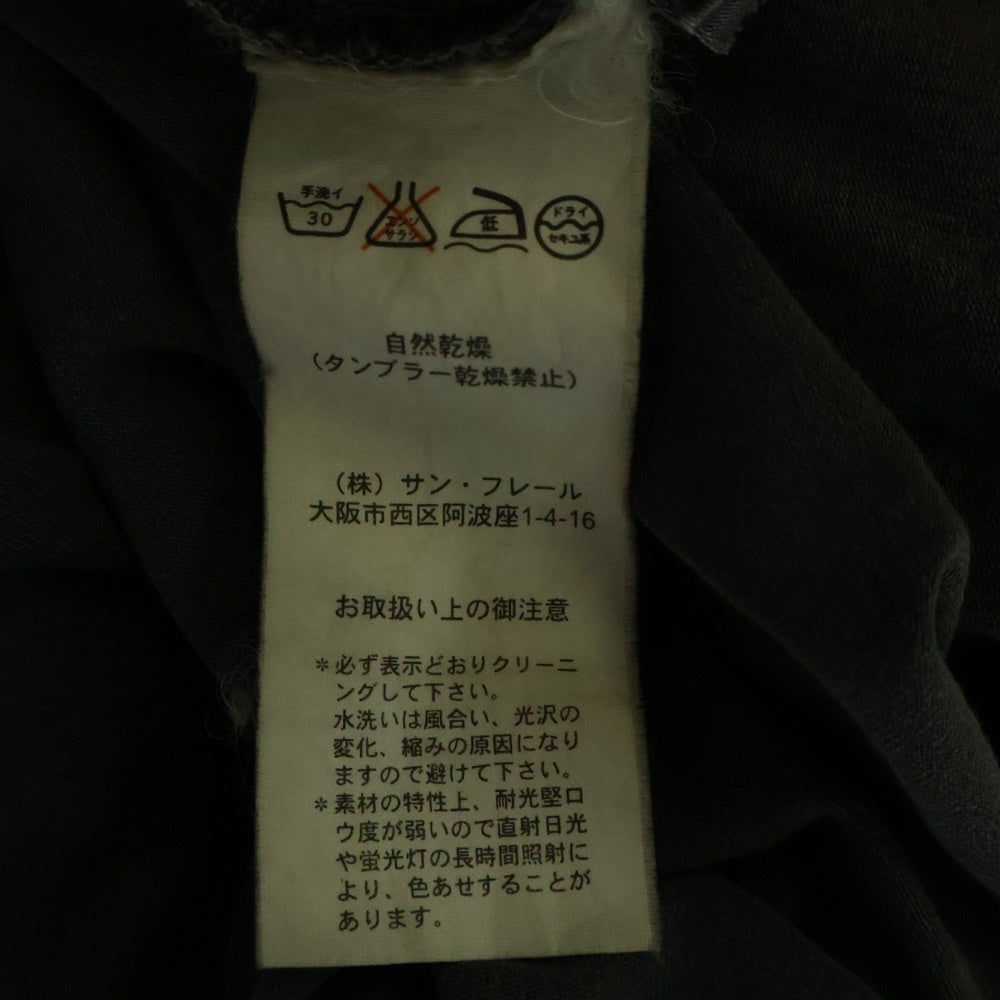 手洗イ
30
エンソ
サラシ
低
ドライ
セキユ系
自然乾燥
（タンブラー乾燥禁止）
（株）サン・フレール
大阪市西区阿波座1-4-16
お取扱い上の御注意
＊必ず表示どおりクリーニ
ングして下さい。
水洗いは風合い、光沢の
変化、縮みの原因になり
ますので避けて下さい。
＊素材の特性上、耐光堅ロ
ウ度が弱いので直射日光
や蛍光灯の長時間照射に
より、色あせすることが
あります。